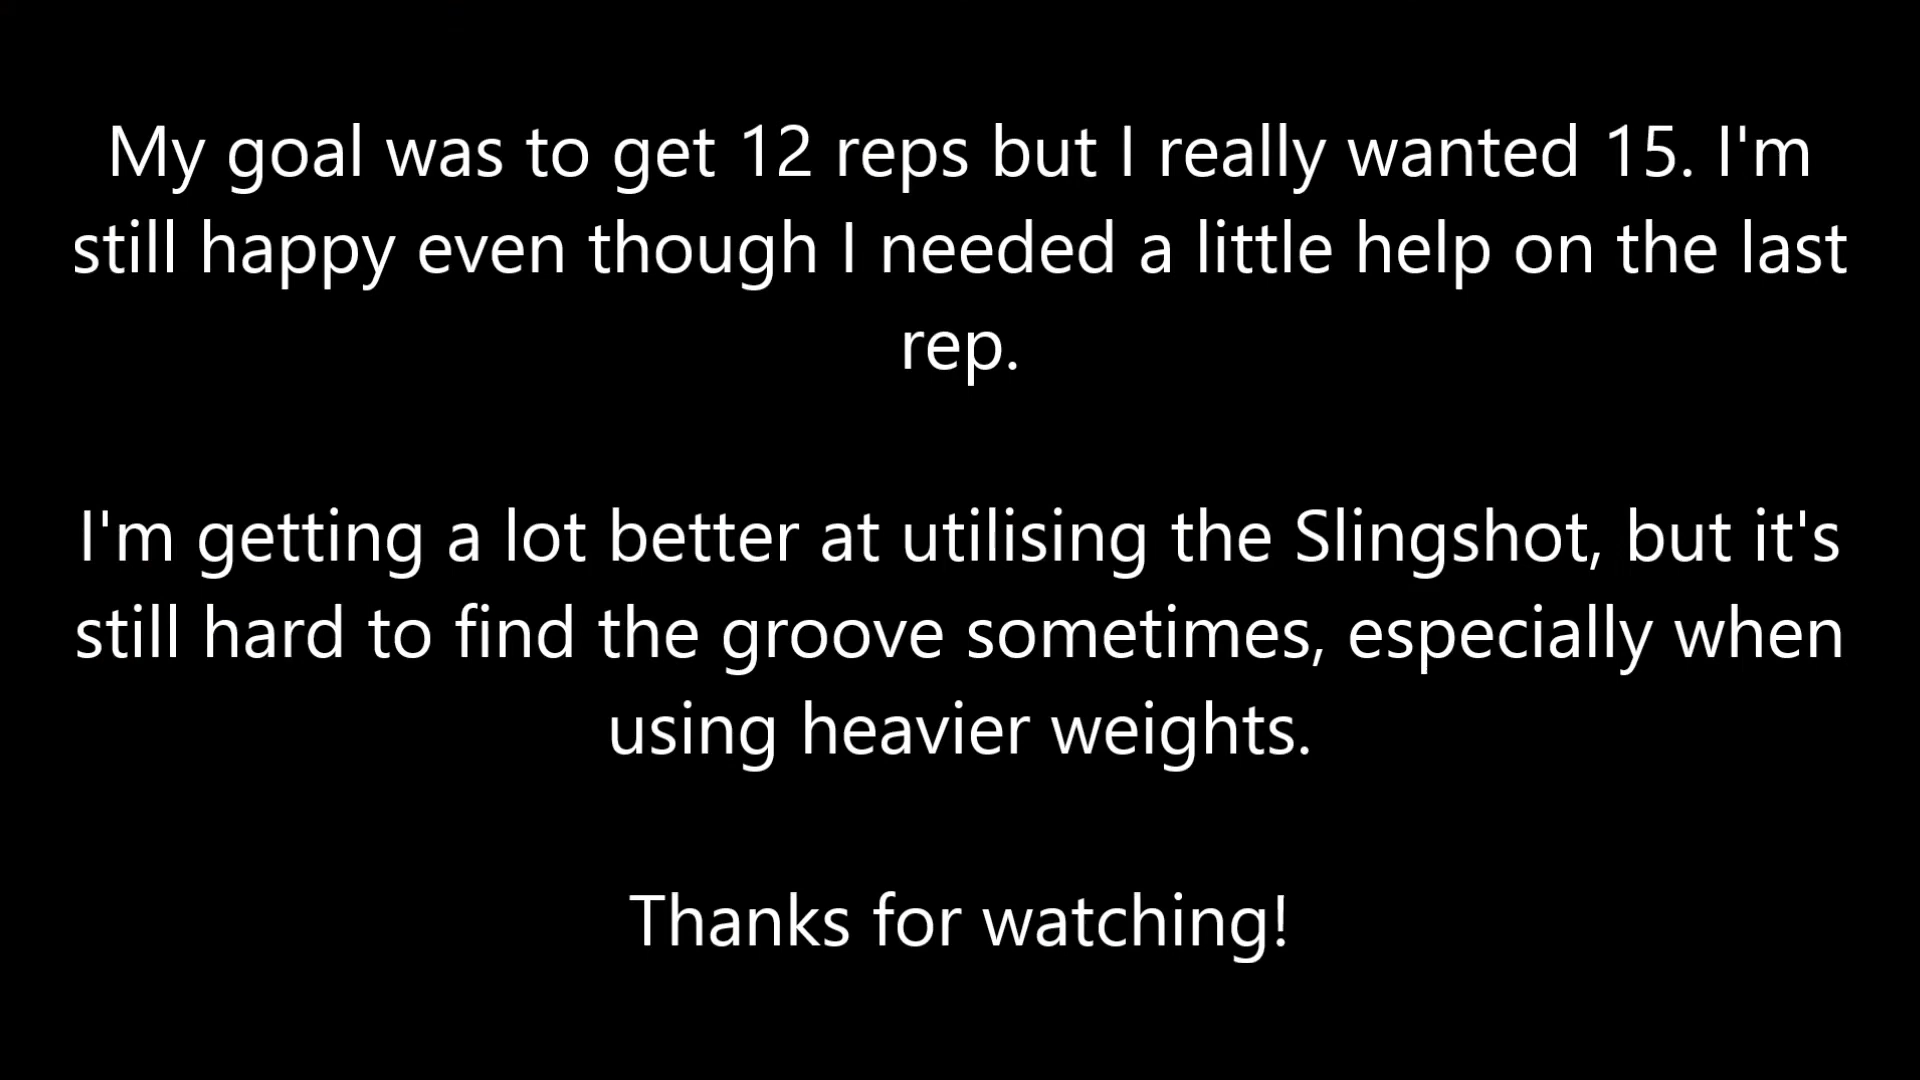 My goal was to get 12 reps but I really wanted 15. I'm
still happy even though I needed a little help on the last
rep.
I'm getting a lot better at utilising the Slingshot, but it's
still hard to find the groove sometimes, especially when
using heavier weights.
Thanks for watching!